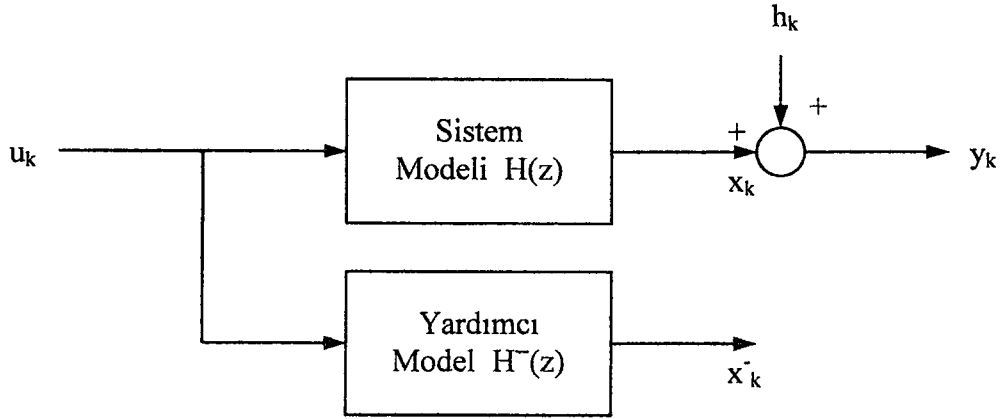 h_k
+
Sistem
Modeli H(z)
+
u_k
x_k
y_k
Yardımcı
Model H⁻(z)
x⁻_k